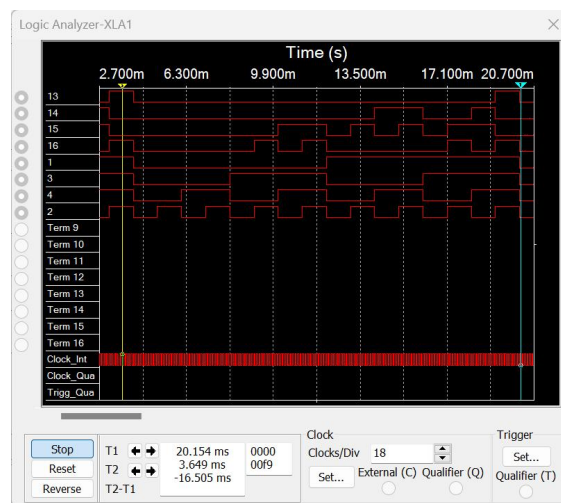 Logic Analyzer-XLA1
Time (s)
2.700m 6.300m 9.900m 13.500m 17.100m 20.700m
13
14
15
16
1
3
4
2
Term 9
Term 10
Term 11
Term 12
Term 13
Term 14
Term 15
Term 16
Clock_Int
Clock_Qua
Trigg_Qua
Stop
Reset
Reverse
T1
T2
T2-T1
20.154 ms
3.649 ms
-16.505 ms
0000
00f9
Clock
Clocks/Div 18
Set... External (C) Qualifier (Q)
Trigger
Set...
Qualifier (T)